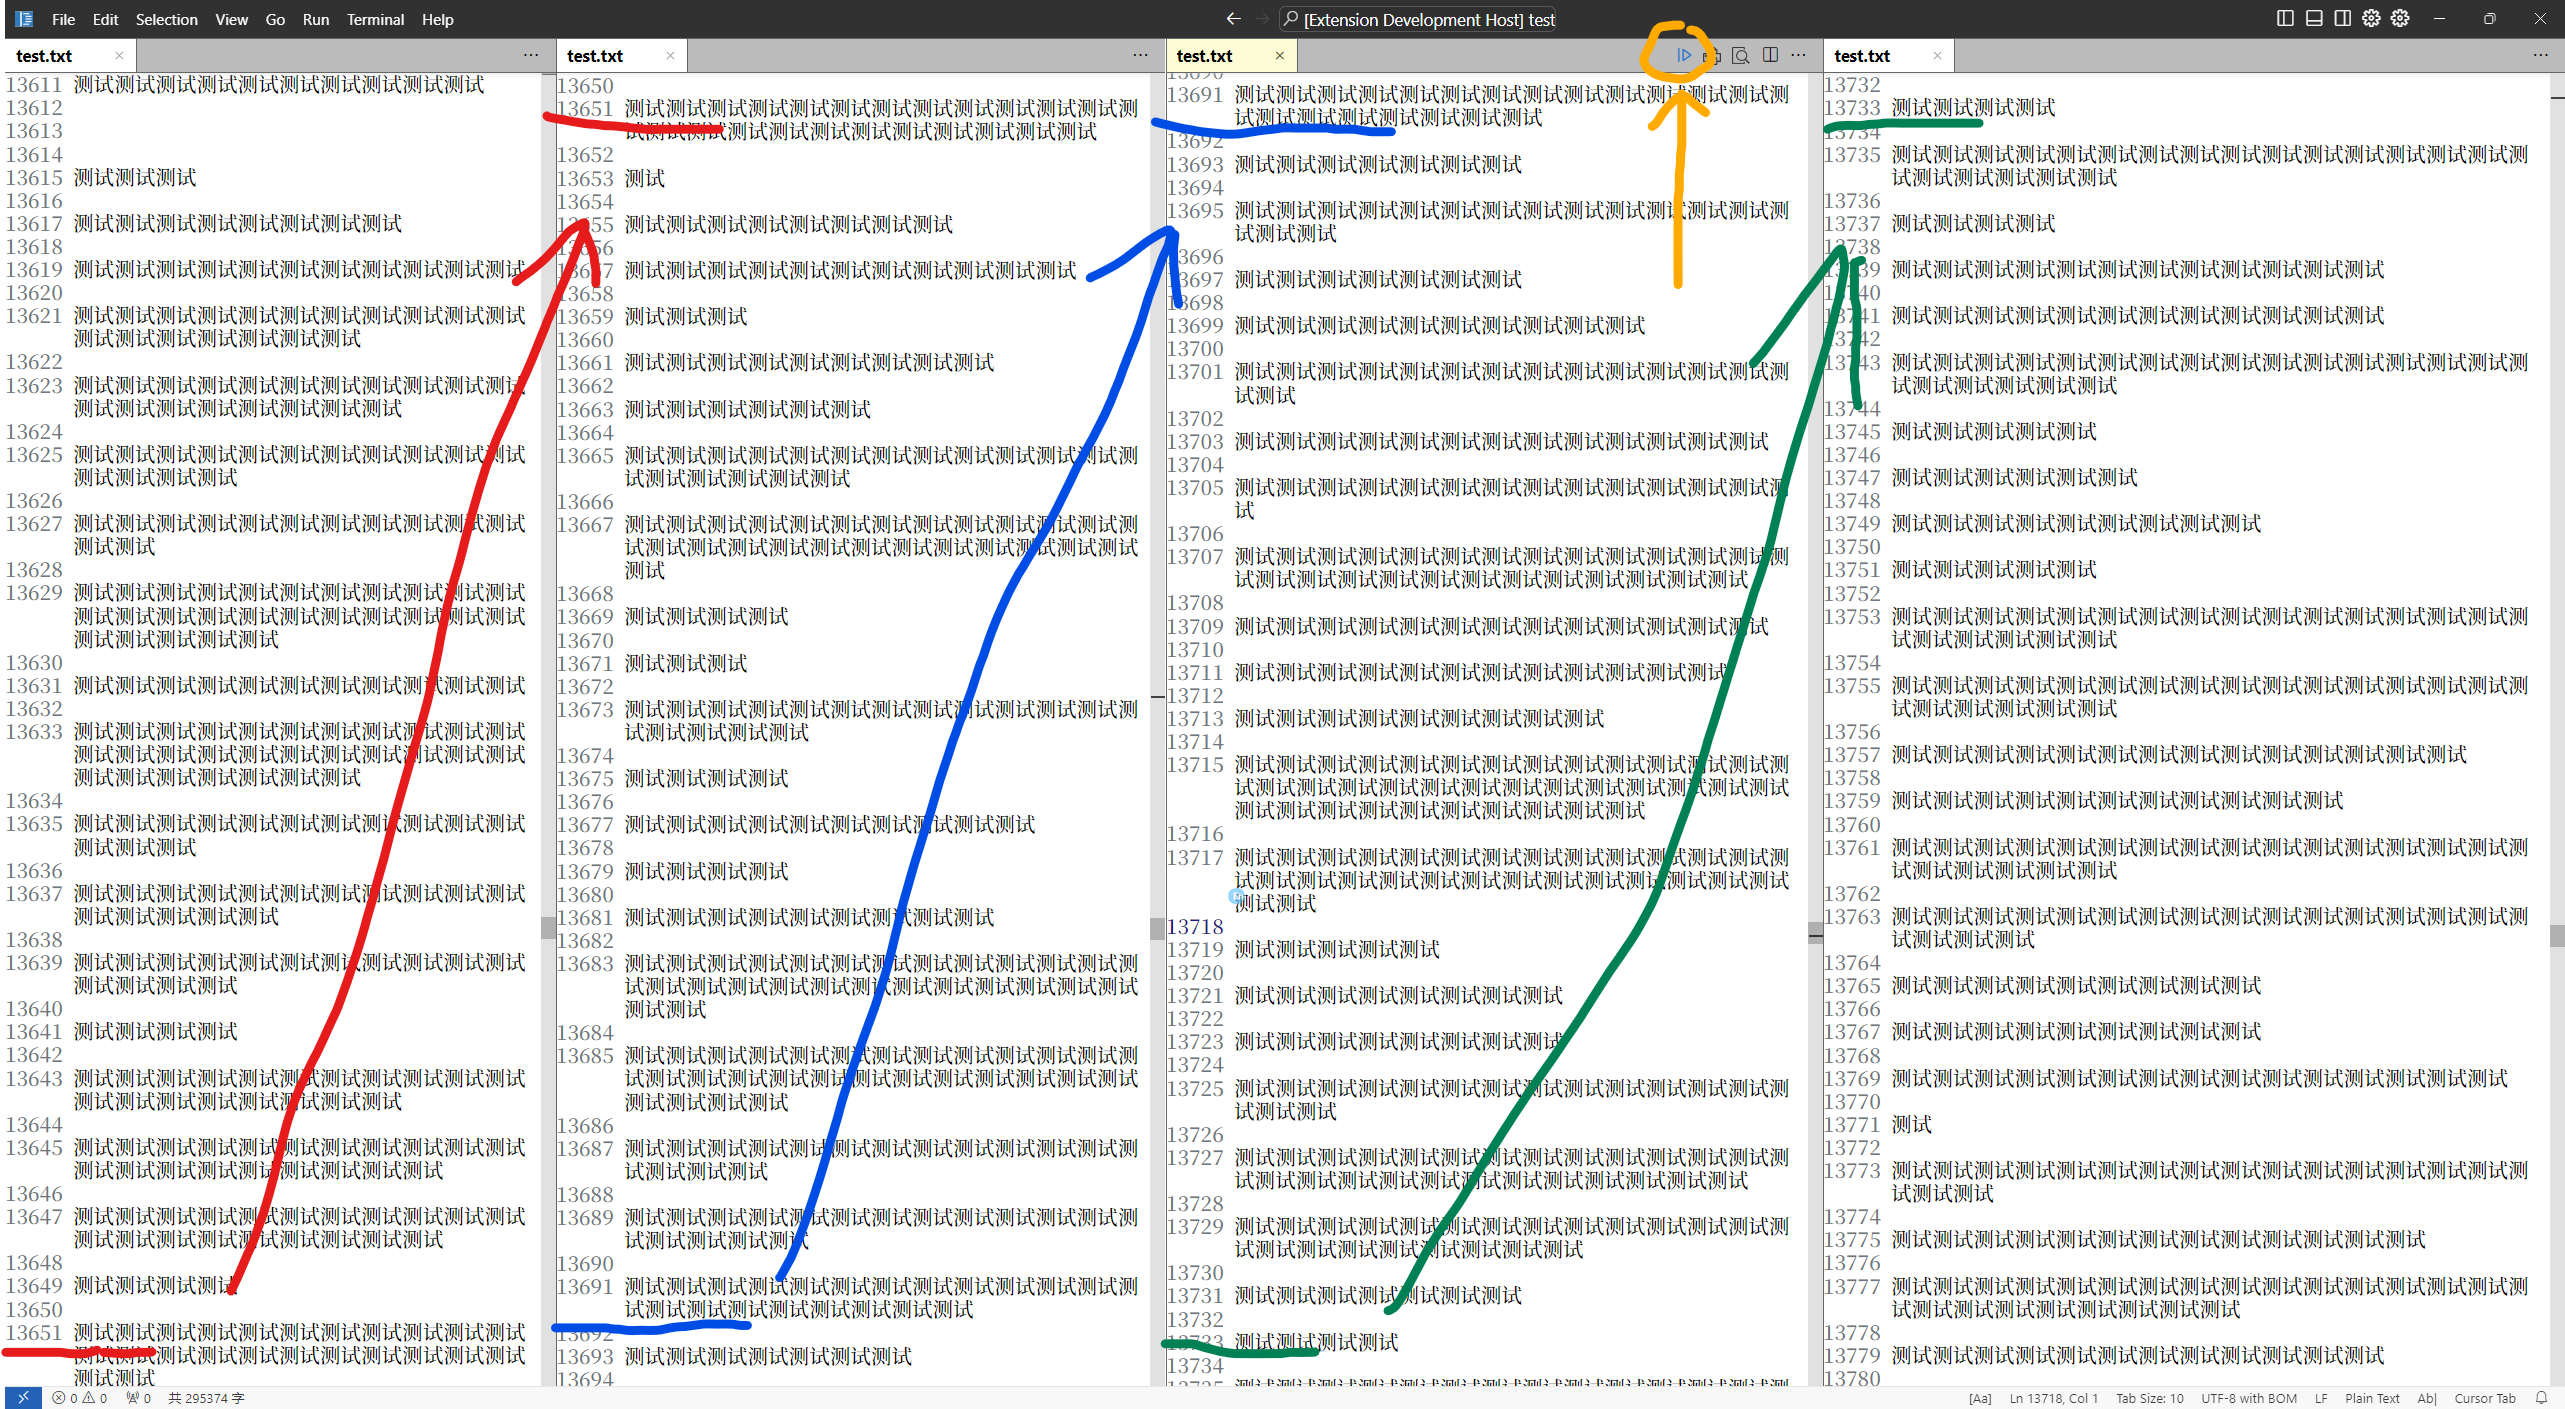 File Edit Selection View Go Run Terminal Help
[Extension Development Host] test
test.txt
13611 测试测试测试测试测试测试测试测试测试测试
13612
13613
13614
13615 测试测试测试
13616
13617 测试测试测试测试测试测试测试测试
13618
13619 测试测试测试测试测试测试测试测试测试测试测试
13620
13621 测试测试测试测试测试测试测试测试测试测试测试
测试测试测试测试测试测试测试
13622
13623 测试测试测试测试测试测试测试测试测试测试测试
测试测试测试测试测试测试测试测试
13624
13625 测试测试测试测试测试测试测试测试测试测试测试
测试测试测试测试
13626
13627 测试测试测试测试测试测试测试测试测试测试测试
测试测试
13628
13629 测试测试测试测试测试测试测试测试测试测试测试
测试测试测试测试测试测试测试测试测试测试测试
测试测试测试测试测试
13630
13631 测试测试测试测试测试测试测试测试测试测试测试
13632
13633 测试测试测试测试测试测试测试测试测试测试测试
测试测试测试测试测试测试测试测试测试测试测试
测试测试测试测试测试测试测试
13634
13635 测试测试测试测试测试测试测试测试测试测试测试
测试测试测试
13636
13637 测试测试测试测试测试测试测试测试测试测试测试
测试测试测试测试测试
13638
13639 测试测试测试测试测试测试测试测试测试测试测试
测试测试测试测试
13640
13641 测试测试测试测试
13642
13643 测试测试测试测试测试测试测试测试测试测试测试
测试测试测试测试测试测试测试测试
13644
13645 测试测试测试测试测试测试测试测试测试测试测试
测试测试测试测试测试测试测试测试测试
13646
13647 测试测试测试测试测试测试测试测试测试测试测试
测试测试测试测试测试测试测试测试测试
13648
13649 测试测试测试测试
13650
13651 测试测试测试测试测试测试测试测试测试测试测试
测试测试测试测试测试测试测试测试测试测试测试
测试测试
test.txt
13650
13651 测试测试测试测试测试测试测试测试测试测试测试测试测
试测试测试测试测试测试测试测试测试测试测试测试
13652
13653 测试
13654
13655 测试测试测试测试测试测试测试测试
13656
13657 测试测试测试测试测试测试测试测试测试测试测试
13658
13659 测试测试测试
13660
13661 测试测试测试测试测试测试测试测试测试
13662
13663 测试测试测试测试测试测试
13664
13665 测试测试测试测试测试测试测试测试测试测试测试测试测
试测试测试测试测试测试
13666
13667 测试测试测试测试测试测试测试测试测试测试测试测试测
试测试测试测试测试测试测试测试测试测试测试测试测试
测试
13668
13669 测试测试测试测试
13670
13671 测试测试测试
13672
13673 测试测试测试测试测试测试测试测试测试测试测试测试测
试测试测试测试测试
13674
13675 测试测试测试测试
13676
13677 测试测试测试测试测试测试测试测试测试测试
13678
13679 测试测试测试测试
13680
13681 测试测试测试测试测试测试测试测试测试
13682
13683 测试测试测试测试测试测试测试测试测试测试测试测试测
试测试测试测试测试测试测试测试测试测试测试测试测试
测试测试
13684
13685 测试测试测试测试测试测试测试测试测试测试测试测试测
试测试测试测试测试测试测试测试测试测试测试测试测试
测试测试测试测试
13686
13687 测试测试测试测试测试测试测试测试测试测试测试测试测
试测试测试测试
13688
13689 测试测试测试测试测试测试测试测试测试测试测试测试测
试测试测试测试测试
13690
13691 测试测试测试测试测试测试测试测试测试测试测试测试测
试测试测试测试测试测试测试测试测试
13692
13693 测试测试测试测试测试测试测试
13694
test.txt
13690
13691 测试测试测试测试测试测试测试测试测试测试测试测试测试测
试测试测试测试测试测试测试测试
13692
13693 测试测试测试测试测试测试测试
13694
13695 测试测试测试测试测试测试测试测试测试测试测试测试测试测
试测试测试
13696
13697 测试测试测试测试测试测试测试
13698
13699 测试测试测试测试测试测试测试测试测试测试
13700
13701 测试测试测试测试测试测试测试测试测试测试测试测试测试测
试测试
13702
13703 测试测试测试测试测试测试测试测试测试测试测试测试测试
13704
13705 测试测试测试测试测试测试测试测试测试测试测试测试测试测
试
13706
13707 测试测试测试测试测试测试测试测试测试测试测试测试测试测
试测试测试测试测试测试测试测试测试测试测试测试测试
13708
13709 测试测试测试测试测试测试测试测试测试测试测试测试测试
13710
13711 测试测试测试测试测试测试测试测试测试测试测试测试
13712
13713 测试测试测试测试测试测试测试测试测试
13714
13715 测试测试测试测试测试测试测试测试测试测试测试测试测试测
试测试测试测试测试测试测试测试测试测试测试测试测试测试
测试测试测试测试测试测试测试测试测试测试
13716
13717 测试测试测试测试测试测试测试测试测试测试测试测试测试测
试测试测试测试测试测试测试测试测试测试测试测试测试测试
测试测试
13718
13719 测试测试测试测试测试
13720
13721 测试测试测试测试测试测试测试测试
13722
13723 测试测试测试测试测试测试测试测试
13724
13725 测试测试测试测试测试测试测试测试测试测试测试测试测试测
试测试测试
13726
13727 测试测试测试测试测试测试测试测试测试测试测试测试测试测
试测试测试测试测试测试测试测试测试测试测试测试测试
13728
13729 测试测试测试测试测试测试测试测试测试测试测试测试测试测
试测试测试测试测试测试测试测试测试
13730
13731 测试测试测试测试测试测试测试
13732
13733 测试测试测试测试
13734
test.txt
13732
13733 测试测试测试测试
13734
13735 测试测试测试测试测试测试测试测试测试测试测试测试测试测试测试测
试测试测试测试测试测试
13736
13737 测试测试测试测试
13738
13739 测试测试测试测试测试测试测试测试测试测试测试测试
13740
13741 测试测试测试测试测试测试测试测试测试测试测试测试
13742
13743 测试测试测试测试测试测试测试测试测试测试测试测试测试测试测试测
试测试测试测试测试测试
13744
13745 测试测试测试测试测试
13746
13747 测试测试测试测试测试测试
13748
13749 测试测试测试测试测试测试测试测试测试
13750
13751 测试测试测试测试测试
13752
13753 测试测试测试测试测试测试测试测试测试测试测试测试测试测试测试测
试测试测试测试测试测试
13754
13755 测试测试测试测试测试测试测试测试测试测试测试测试测试测试测试测
试测试测试测试测试测试
13756
13757 测试测试测试测试测试测试测试测试测试测试测试测试测试测试
13758
13759 测试测试测试测试测试测试测试测试测试测试测试
13760
13761 测试测试测试测试测试测试测试测试测试测试测试测试测试测试测试测
试测试测试测试测试测试
13762
13763 测试测试测试测试测试测试测试测试测试测试测试测试测试测试测试测
试测试测试测试
13764
13765 测试测试测试测试测试测试测试测试测试
13766
13767 测试测试测试测试测试测试测试测试测试
13768
13769 测试测试测试测试测试测试测试测试测试测试测试测试测试测试测试
13770
13771 测试
13772
13773 测试测试测试测试测试测试测试测试测试测试测试测试测试测试测试测
试测试测试
13774
13775 测试测试测试测试测试测试测试测试测试测试测试测试测试
13776
13777 测试测试测试测试测试测试测试测试测试测试测试测试测试测试测试测
试测试测试测试测试测试测试测试测试
13778
13779 测试测试测试测试测试测试测试测试测试测试测试测试
13780
0 0 0 共 295374 字
[Aa] Ln 13718, Col 1 Tab Size: 10 UTF-8 with BOM LF Plain Text Ab| Cursor Tab